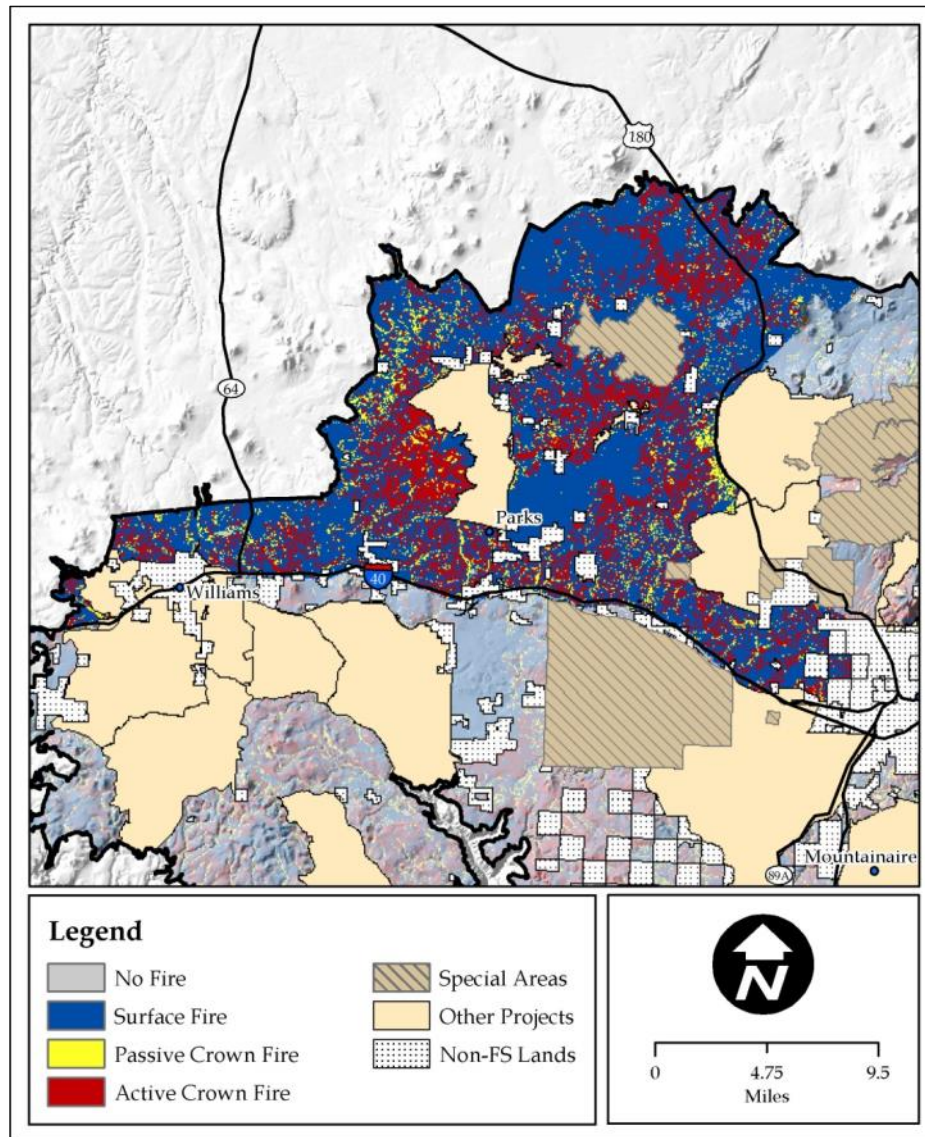 180
64
Parks
40
Williams
Mountainaire
89A
Legend
No Fire
Surface Fire
Passive Crown Fire
Active Crown Fire
Special Areas
Other Projects
Non-FS Lands
N
0 4.75 9.5
Miles